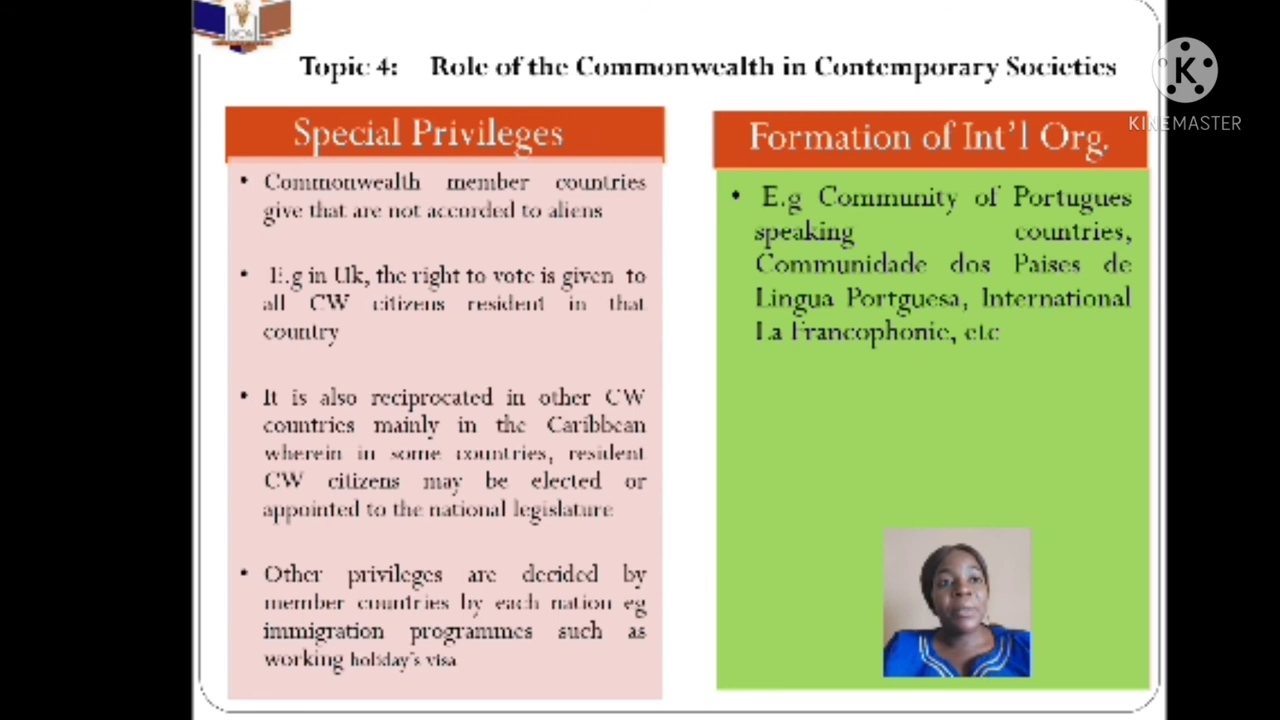 Topic 4: Role of the Commonwealth in Contemporary Societies
K
KINEMASTER
Special Privileges
• Commonwealth member countries
give that are not accorded to aliens
• E.g in Uk, the right to vote is given to
all CW citizens resident in that
country
• It is also reciprocated in other CW
countries mainly in the Caribbean
wherein in some countries, resident
CW citizens may be elected or
appointed to the national legislature
• Other privileges are decided by
member countries by each nation eg
immigration programmes such as
working holiday's visa
Formation of Int'l Org.
• E.g Community of Portugues
speaking countries,
Communidade dos Paises de
Lingua Portguesa, International
La Francophonic, etc